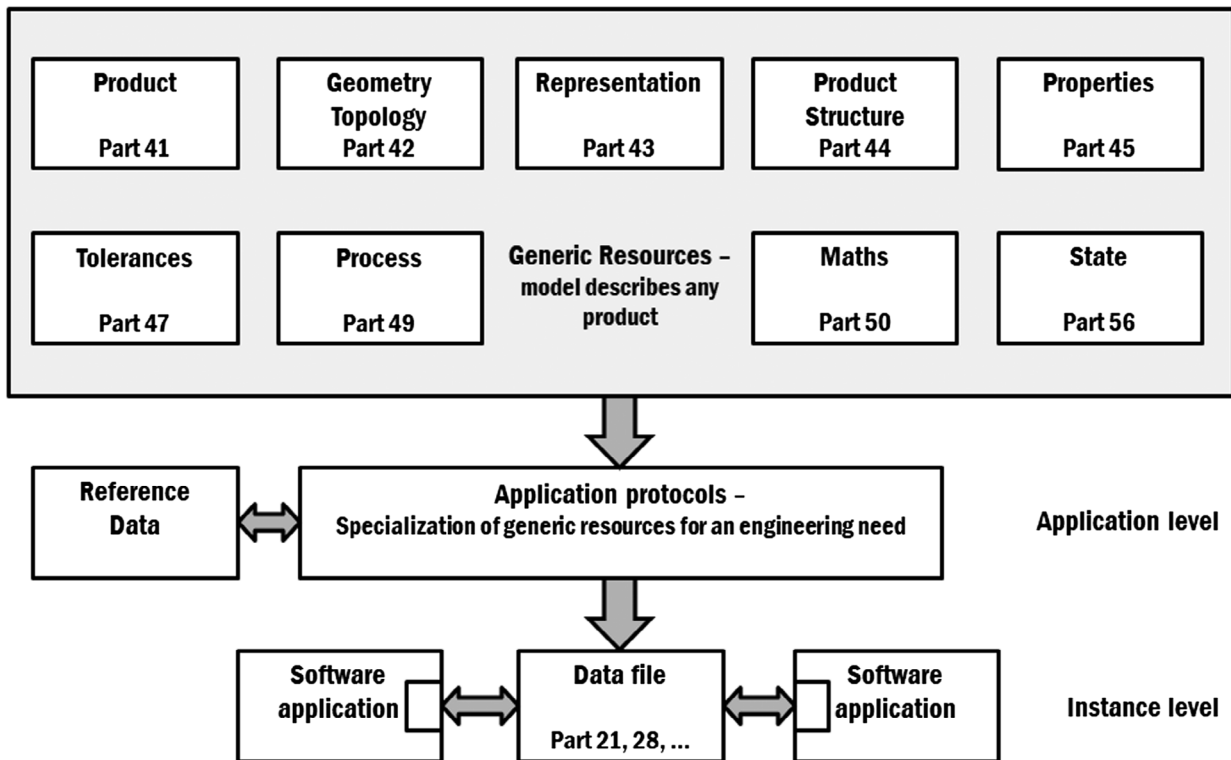 Product
Part 41
Geometry
Topology
Part 42
Representation
Part 43
Product
Structure
Part 44
Properties
Part 45
Tolerances
Part 47
Process
Part 49
Generic Resources –
model describes any
product
Maths
Part 50
State
Part 56
Reference
Data
Application protocols –
Specialization of generic resources for an engineering need
Application level
Software
application
Data file
Part 21, 28, ...
Software
application
Instance level